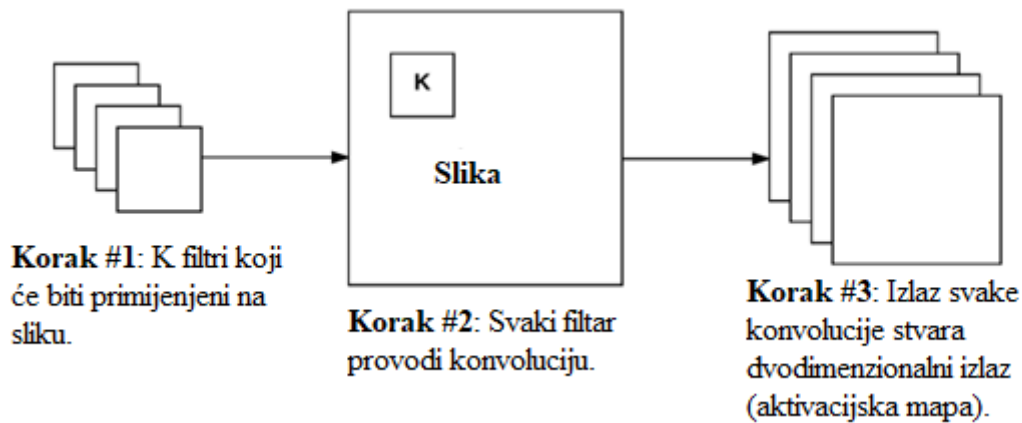 K
Slika
Korak #1: K filtri koji
će biti primijenjeni na
sliku.
Korak #2: Svaki filtar
provodi konvoluciju.
Korak #3: Izlaz svake
konvolucije stvara
dvodimenzionalni izlaz
(aktivacijska mapa).